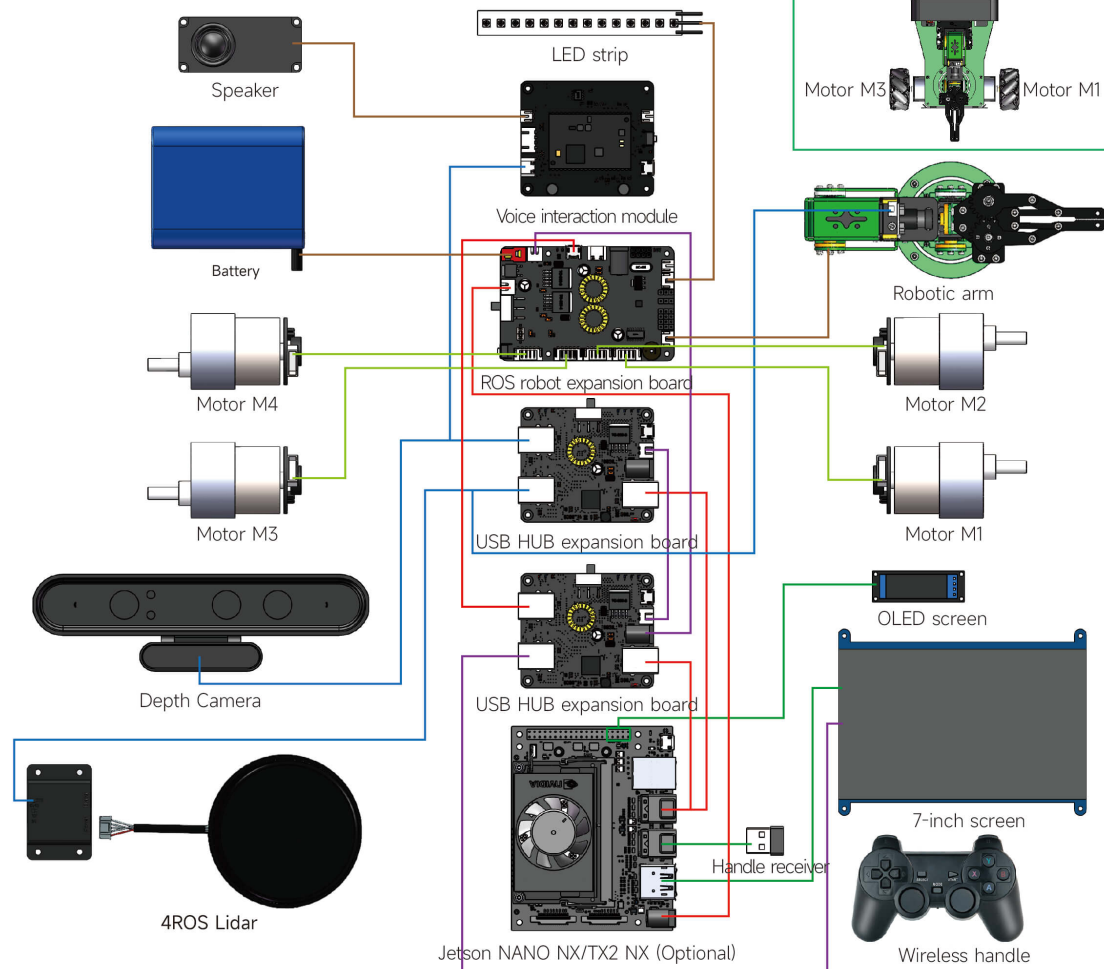 LED strip
Speaker
Motor M3
Motor M1
Voice interaction module
Battery
Robotic arm
ROS robot expansion board
Motor M4
Motor M2
USB HUB expansion board
Motor M3
Motor M1
OLED screen
Depth Camera
USB HUB expansion board
NVIDIA
7-inch screen
Handle receiver
4ROS Lidar
Jetson NANO NX/TX2 NX (Optional)
Wireless handle